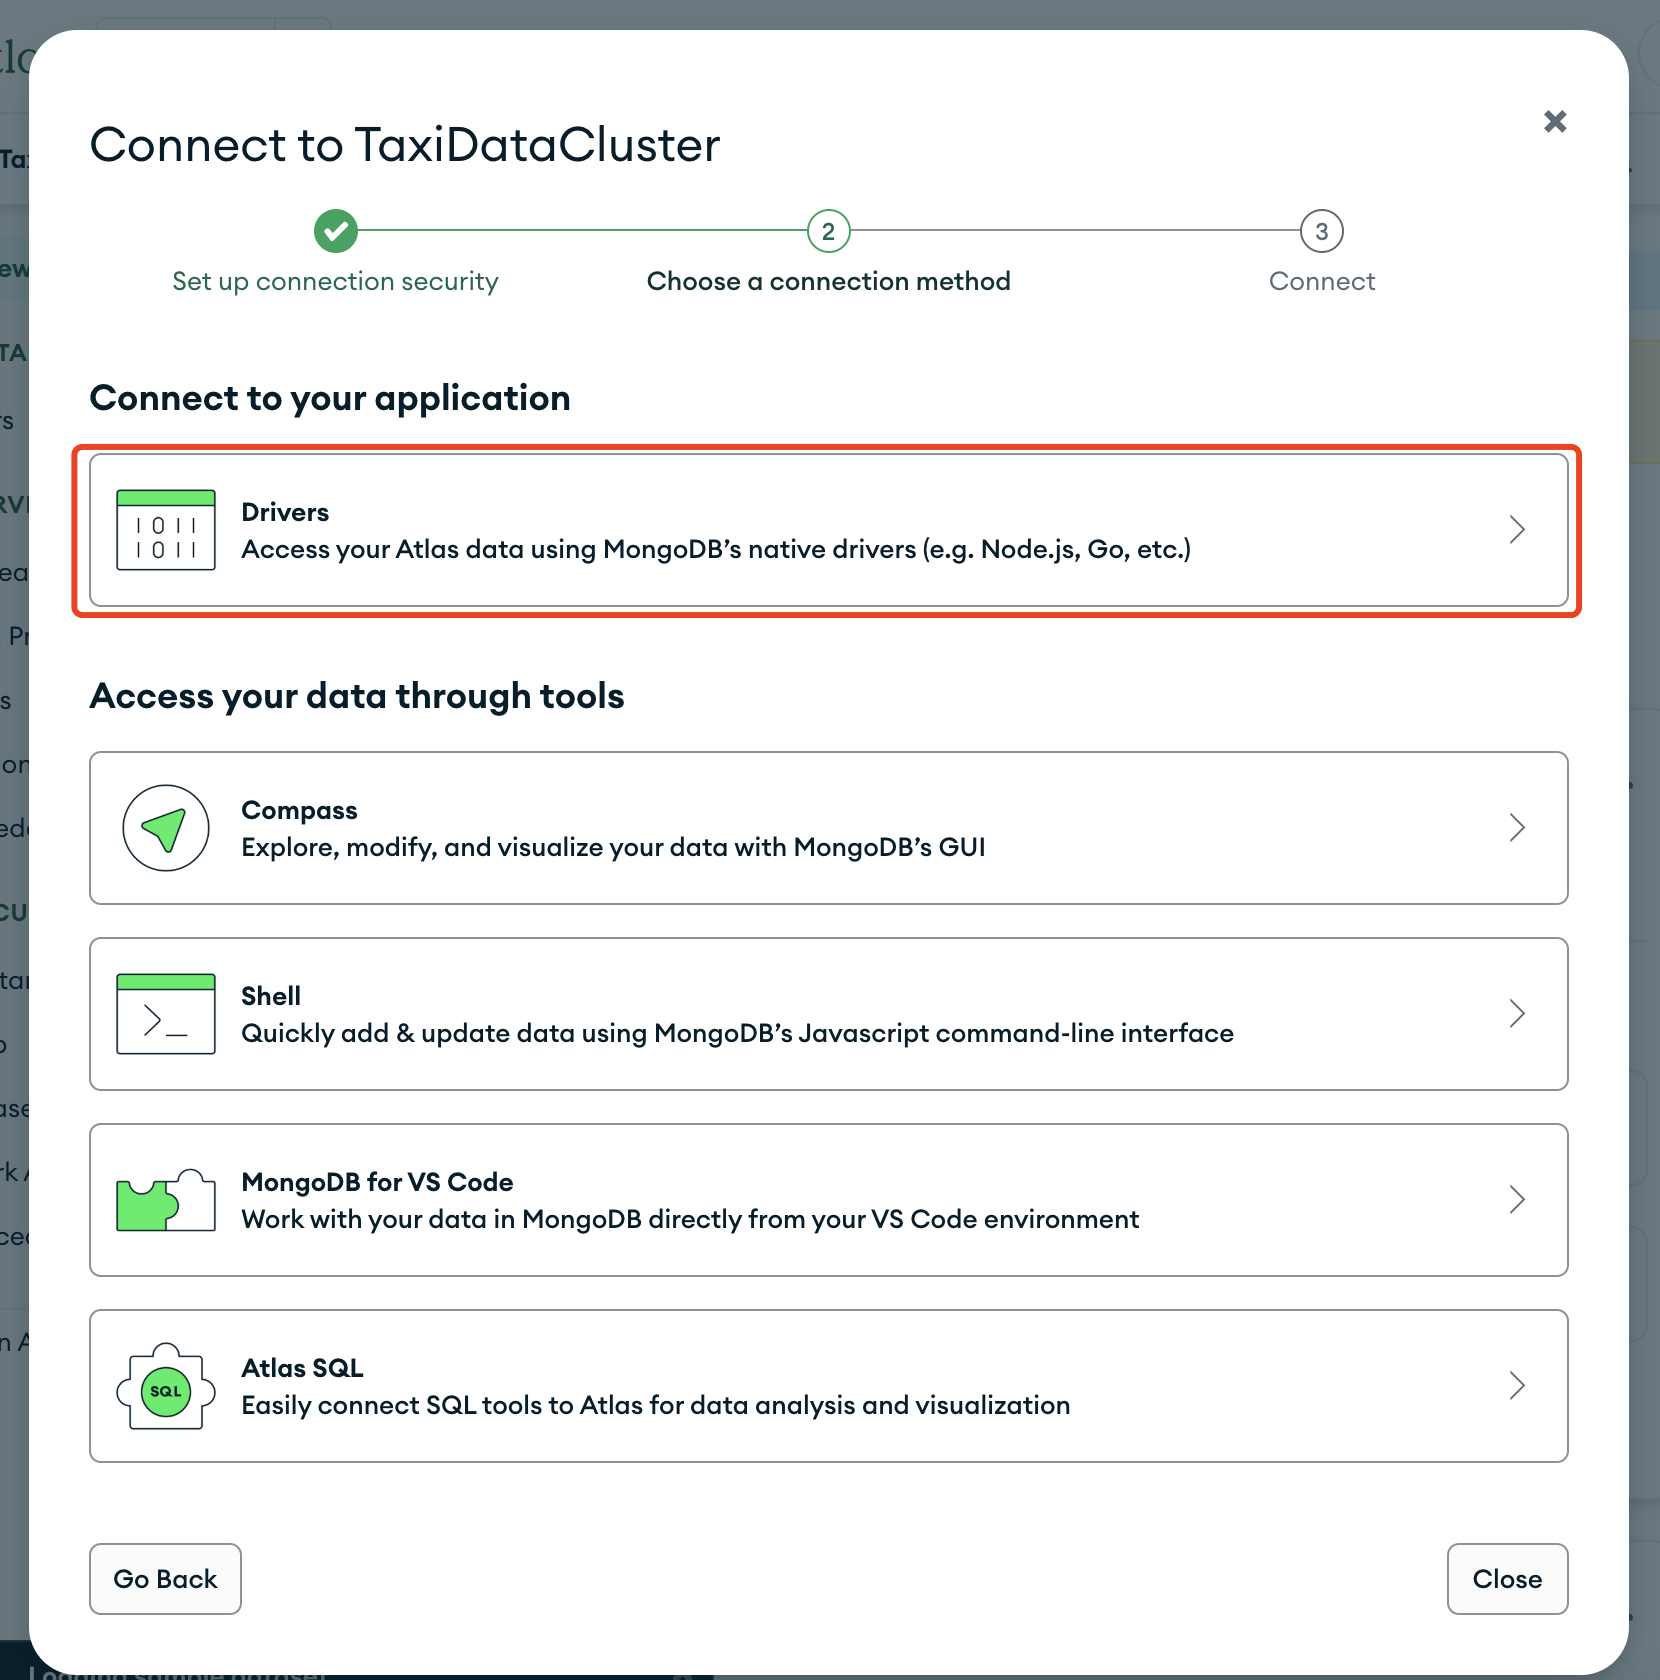 Connect to TaxiDataCluster
2
3
Set up connection security
Choose a connection method
Connect
Connect to your application
1011
1011
Drivers
Access your Atlas data using MongoDB’s native drivers (e.g. Node.js, Go, etc.)
Access your data through tools
Compass
Explore, modify, and visualize your data with MongoDB’s GUI
Shell
Quickly add & update data using MongoDB’s Javascript command-line interface
MongoDB for VS Code
Work with your data in MongoDB directly from your VS Code environment
SQL
Atlas SQL
Easily connect SQL tools to Atlas for data analysis and visualization
Go Back
Close
Loading sample dataset